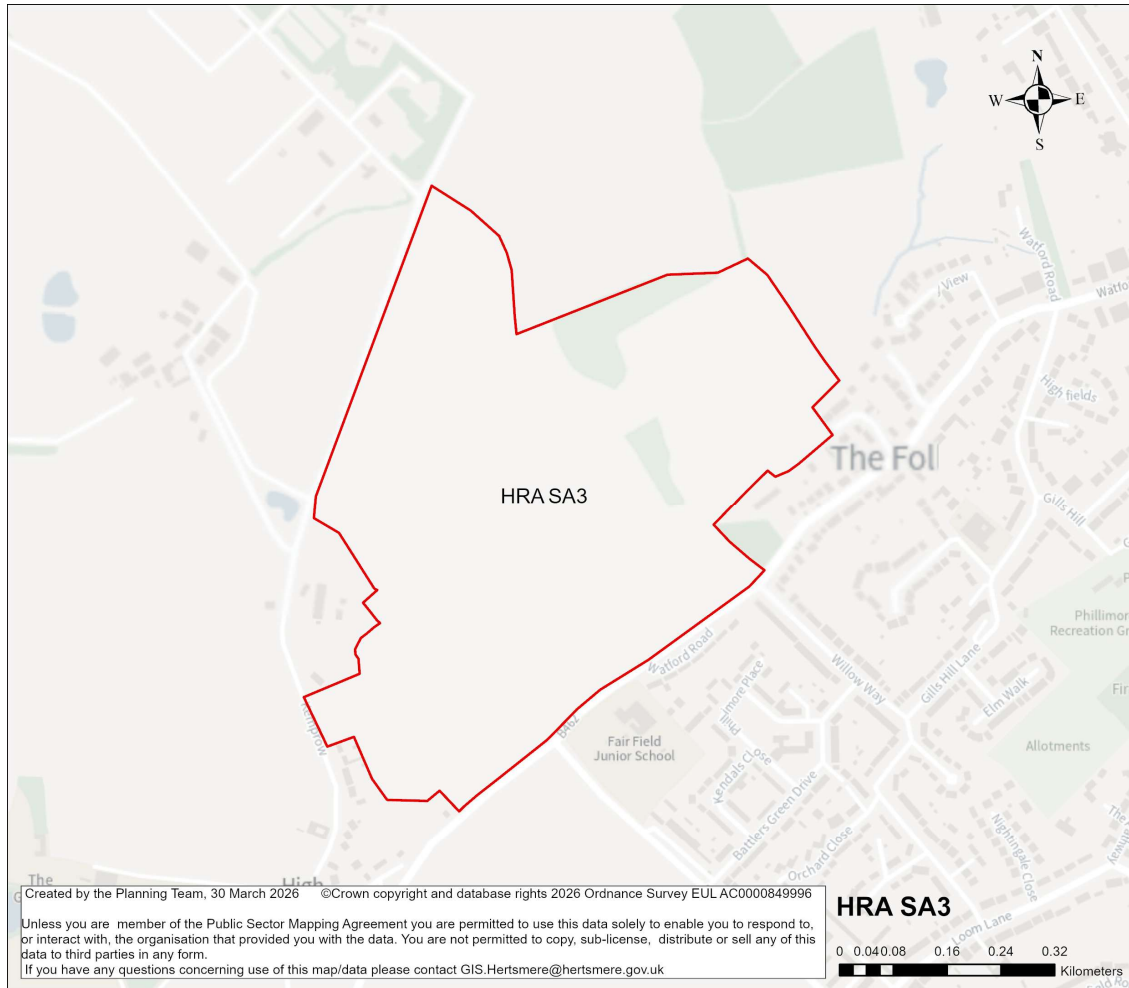 N
W E
S
Watford Road
Watfo
View
High fields
The Fol
HRA SA3
Gills Hill
Phillimor
Recreation Gr
Watford Road
Willow Way
Gills Hill Lane
Elm Walk
Fir
Phillimore Place
Kemprow
B462
Fair Field
Junior School
Kendals Close
Allotments
Battlers Green Drive
Orchard Close
Nightingale Close
The
High
Loom Lane
Created by the Planning Team, 30 March 2026 ©Crown copyright and database rights 2026 Ordnance Survey EUL AC0000849996
Unless you are member of the Public Sector Mapping Agreement you are permitted to use this data solely to enable you to respond to,
or interact with, the organisation that provided you with the data. You are not permitted to copy, sub-license, distribute or sell any of this
data to third parties in any form.
If you have any questions concerning use of this map/data please contact GIS.Hertsmere@hertsmere.gov.uk
HRA SA3
0 0.04 0.08 0.16 0.24 0.32
Kilometers